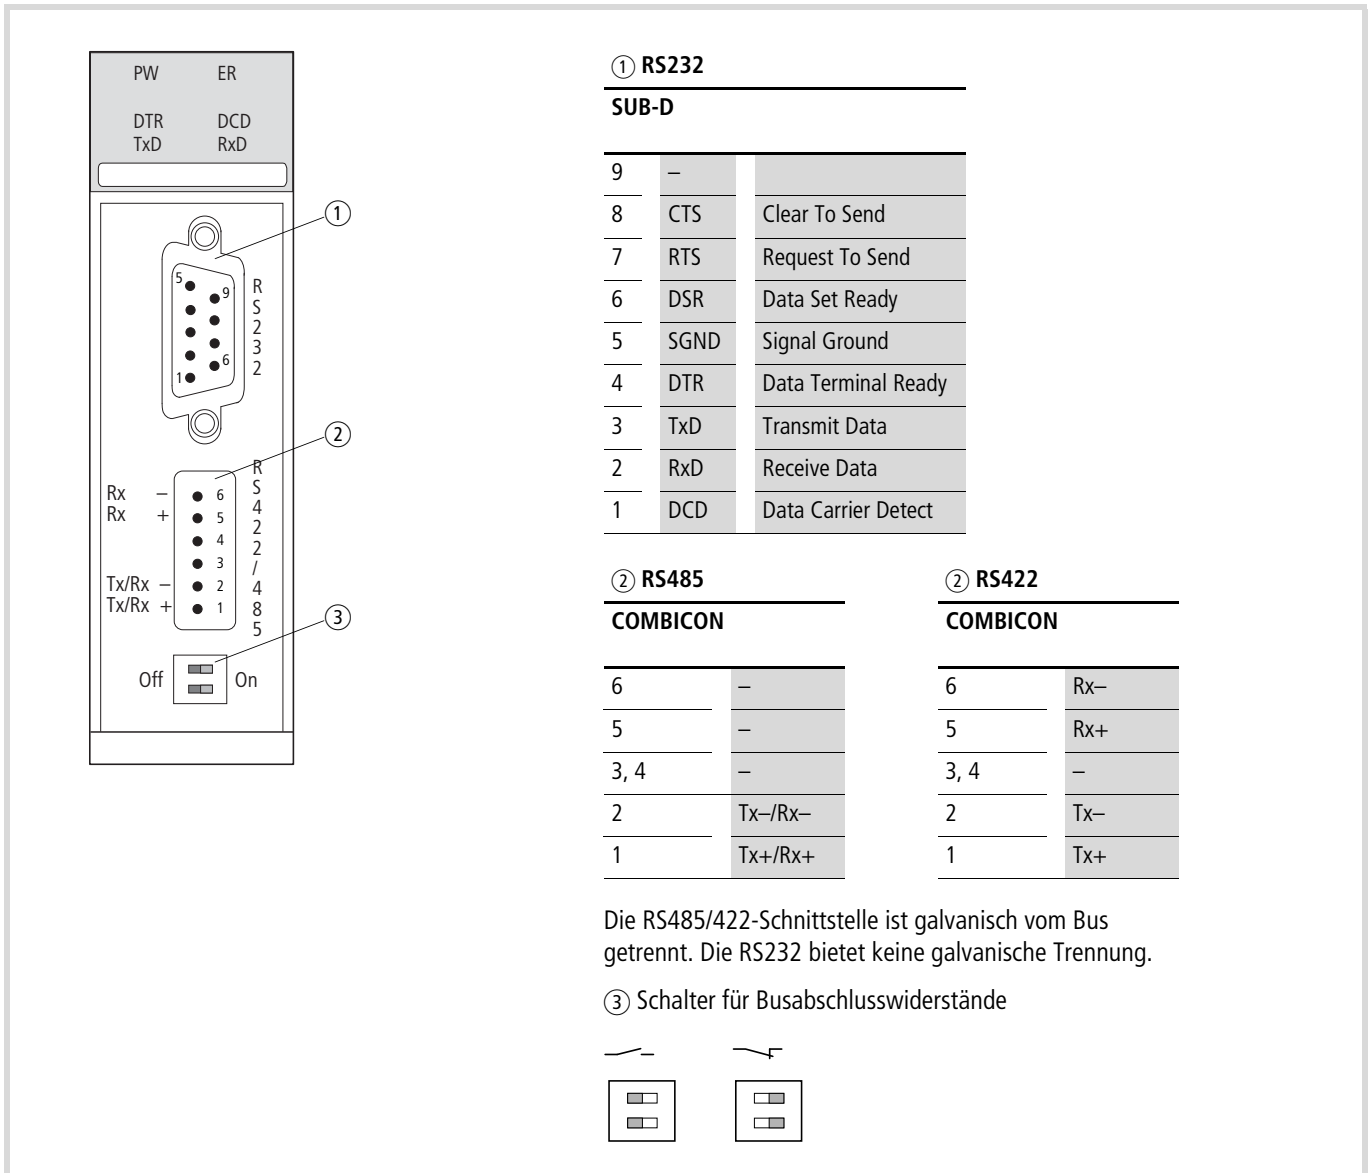 PW ER
DTR DCD
TxD RxD
①
5
9
6
1
RS232
②
RS422/485
Rx – 6
Rx + 5
4
3
Tx/Rx – 2
Tx/Rx + 1
③
Off On
① RS232
SUB-D
9 –
8 CTS Clear To Send
7 RTS Request To Send
6 DSR Data Set Ready
5 SGND Signal Ground
4 DTR Data Terminal Ready
3 TxD Transmit Data
2 RxD Receive Data
1 DCD Data Carrier Detect
② RS485
COMBICON
6 –
5 –
3, 4 –
2 Tx–/Rx–
1 Tx+/Rx+
② RS422
COMBICON
6 Rx–
5 Rx+
3, 4 –
2 Tx–
1 Tx+
Die RS485/422-Schnittstelle ist galvanisch vom Bus
getrennt. Die RS232 bietet keine galvanische Trennung.
③ Schalter für Busabschlusswiderstände